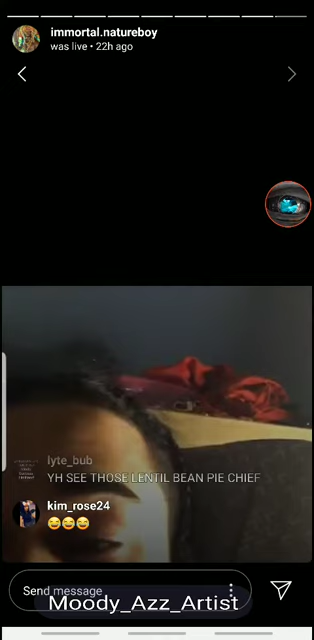 immortal.natureboy
was live • 22h ago
lyte_bub
YH SEE THOSE LENTIL BEAN PIE CHIEF
kim_rose24
😂😂😂
Send message
Moody_Azz_Artist